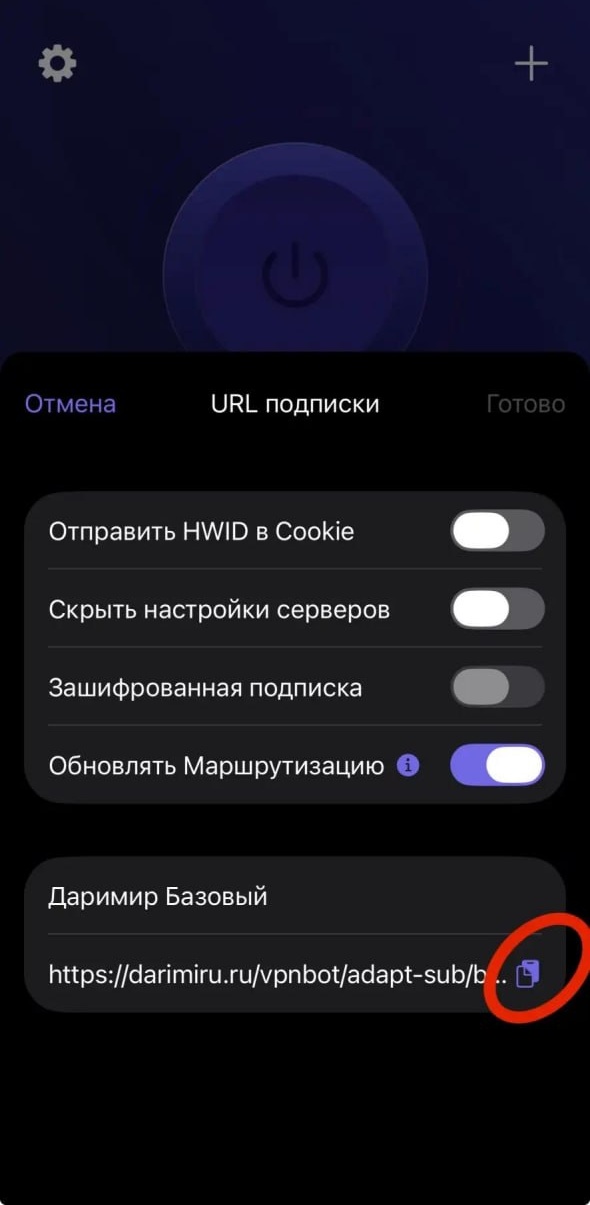 Отмена
URL подписки
Готово
Отправить HWID в Cookie
Скрыть настройки серверов
Зашифрованная подписка
Обновлять Маршрутизацию i
Даримир Базовый
https://darimiru.ru/vpnbot/adapt-sub/b...